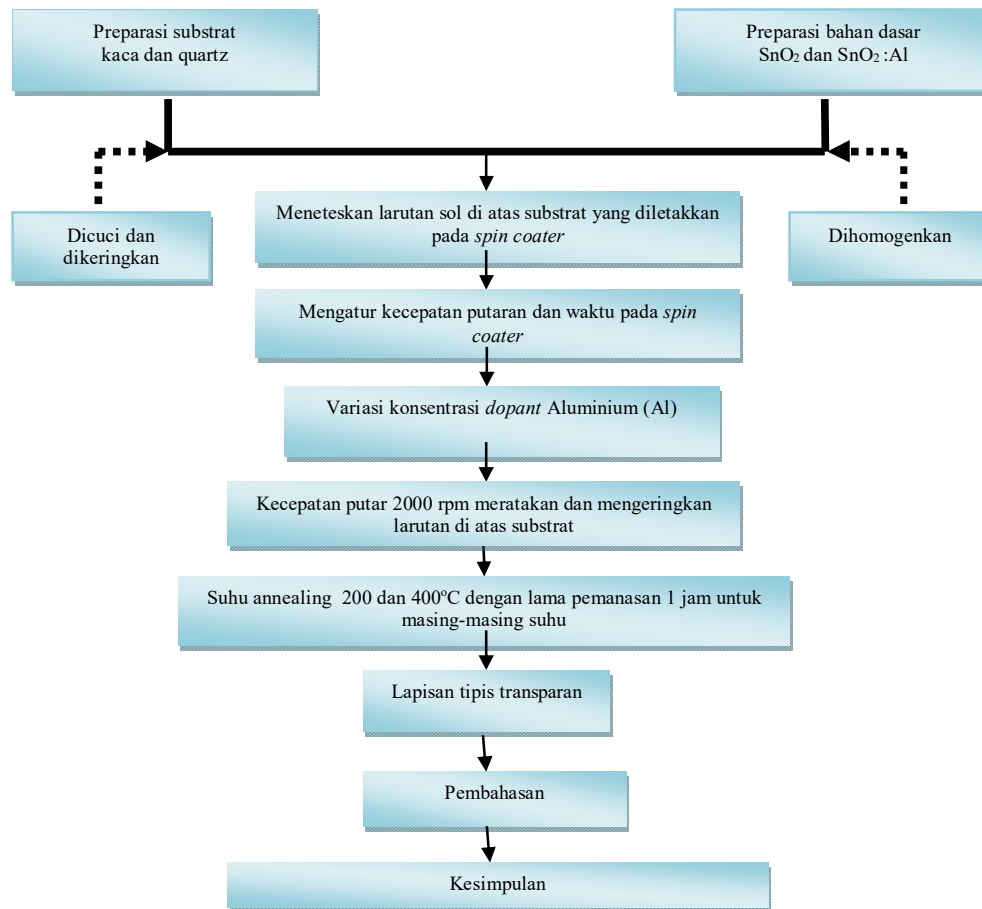 Preparasi substrat
kaca dan quartz
Preparasi bahan dasar
SnO₂ dan SnO₂ :Al
Dicuci dan
dikeringkan
Dihomogenkan
Meneteskan larutan sol di atas substrat yang diletakkan
pada spin coater
Mengatur kecepatan putaran dan waktu pada spin
coater
Variasi konsentrasi dopant Aluminium (Al)
Kecepatan putar 2000 rpm meratakan dan mengeringkan
larutan di atas substrat
Suhu annealing 200 dan 400ºC dengan lama pemanasan 1 jam untuk
masing-masing suhu
Lapisan tipis transparan
Pembahasan
Kesimpulan